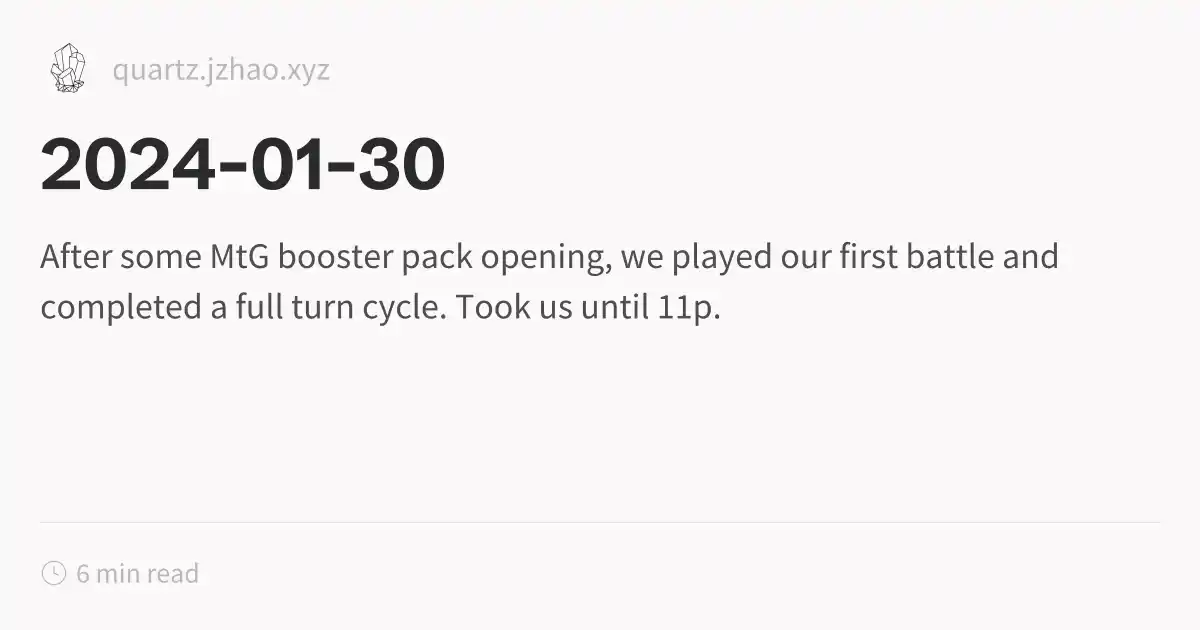 quartz.jzhao.xyz
2024-01-30
After some MtG booster pack opening, we played our first battle and
completed a full turn cycle. Took us until 11p.
6 min read